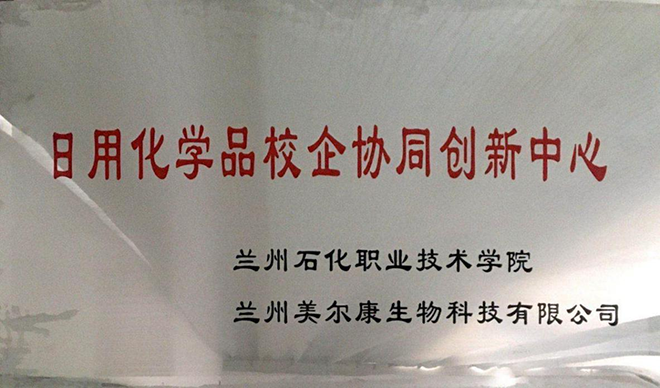 日用化学品校企协同创新中心
兰州石化职业技术学院
兰州美尔康生物科技有限公司